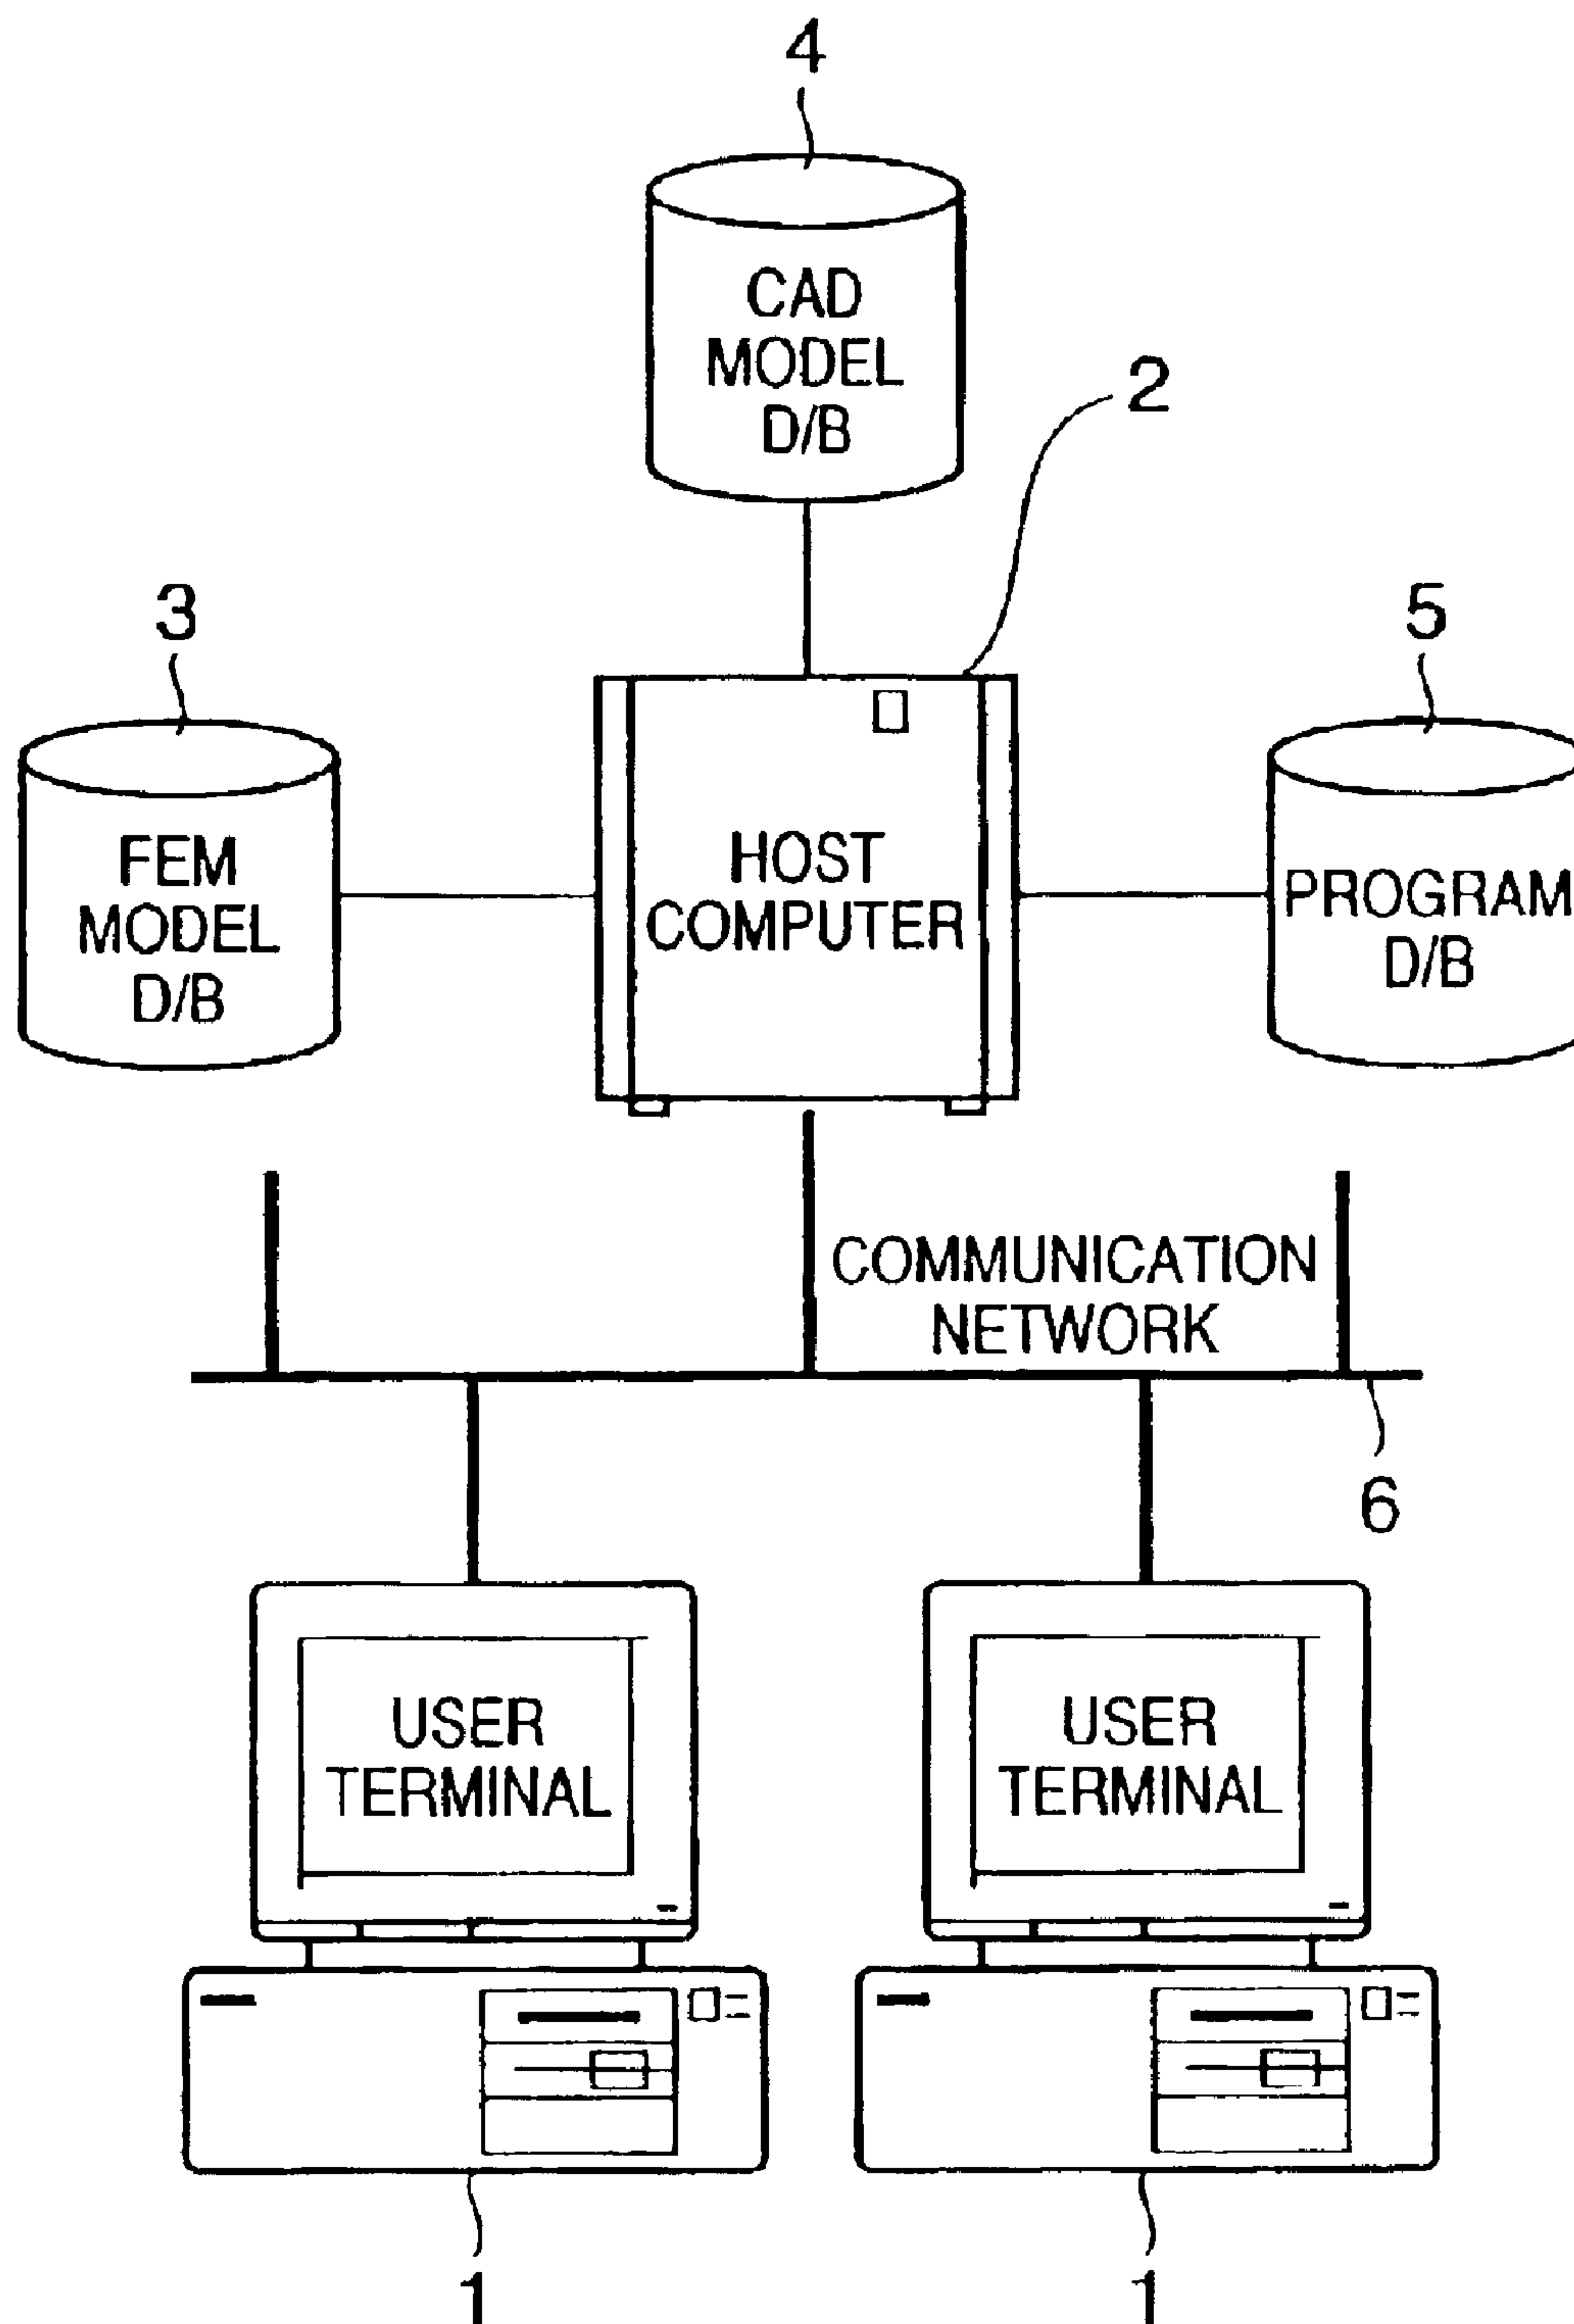 4
CAD
MODEL
D/B
2
3
5
FEM
MODEL
D/B
HOST
COMPUTER
PROGRAM
D/B
COMMUNICATION
NETWORK
6
USER
TERMINAL
USER
TERMINAL
1
1